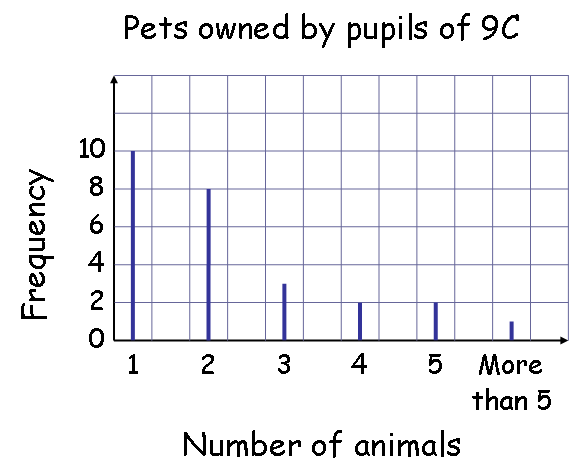 Pets owned by pupils of 9C
Frequency
10
8
6
4
2
0
1 2 3 4 5 More
than 5
Number of animals